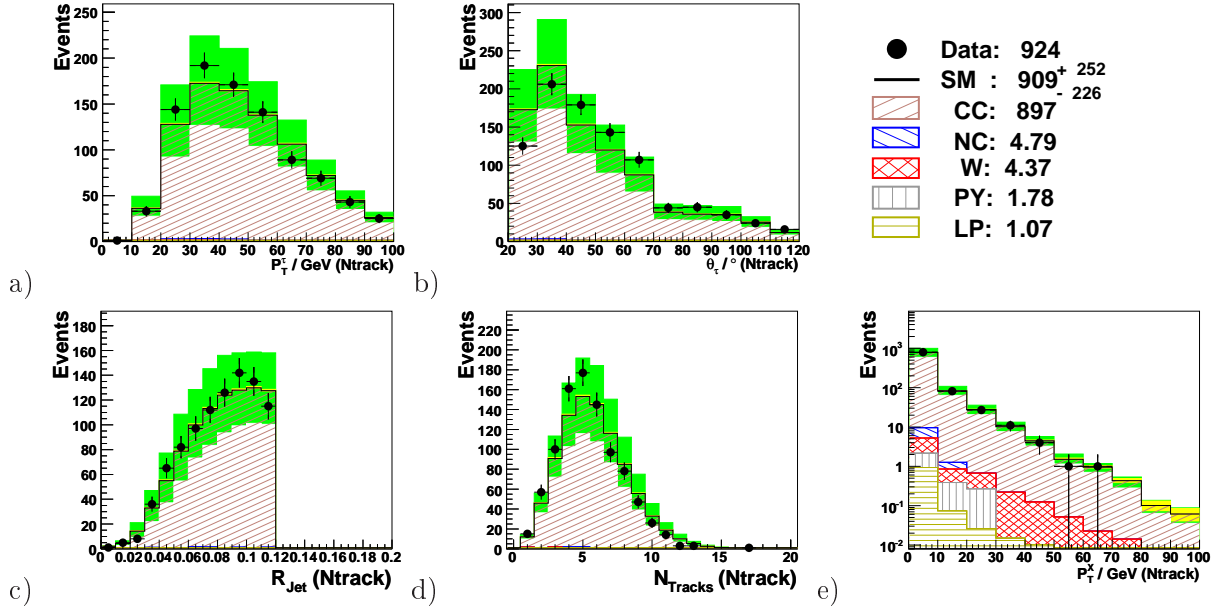 Events
250
200
150
100
50
0
0 10 20 30 40 50 60 70 80 90 100
P_T^τ / GeV (Ntrack)
a)
Events
300
250
200
150
100
50
0
20 30 40 50 60 70 80 90 100 110 120
θ_τ / ° (Ntrack)
b)
Data: 924
SM : 909 + 252 - 226
CC: 897
NC: 4.79
W: 4.37
PY: 1.78
LP: 1.07
Events
180
160
140
120
100
80
60
40
20
0
0 0.02 0.04 0.06 0.08 0.1 0.12 0.14 0.16 0.18 0.2
R_Jet (Ntrack)
c)
Events
220
200
180
160
140
120
100
80
60
40
20
0
0 5 10 15 20
N_Tracks (Ntrack)
d)
Events
10^3
10^2
10
1
10^-1
10^-2
0 10 20 30 40 50 60 70 80 90 100
P_T^X / GeV (Ntrack)
e)